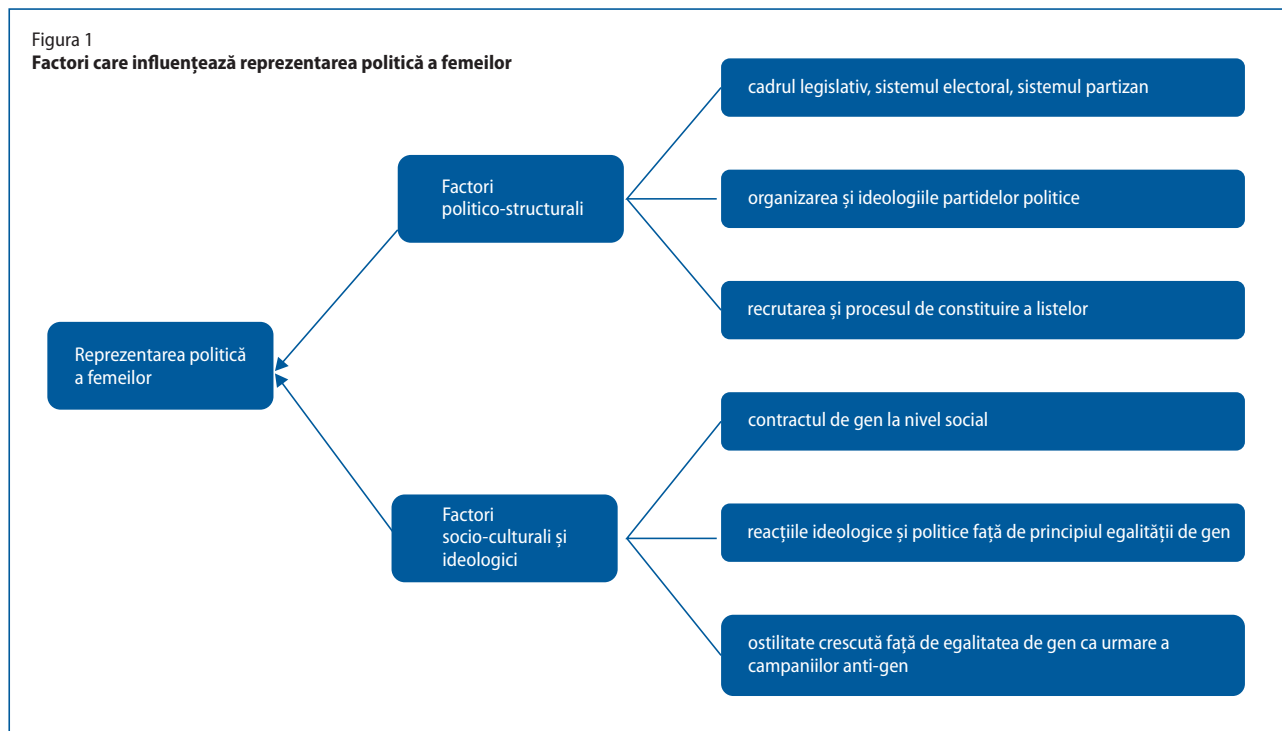 Figura 1
Factori care influențează reprezentarea politică a femeilor
cadrul legislativ, sistemul electoral, sistemul partizan
Factori
politico-structurali
organizarea și ideologiile partidelor politice
recrutarea și procesul de constituire a listelor
Reprezentarea politică
a femeilor
contractul de gen la nivel social
Factori
socio-culturali și
ideologici
reacțiile ideologice și politice față de principiul egalității de gen
ostilitate crescută față de egalitatea de gen ca urmare a
campaniilor anti-gen